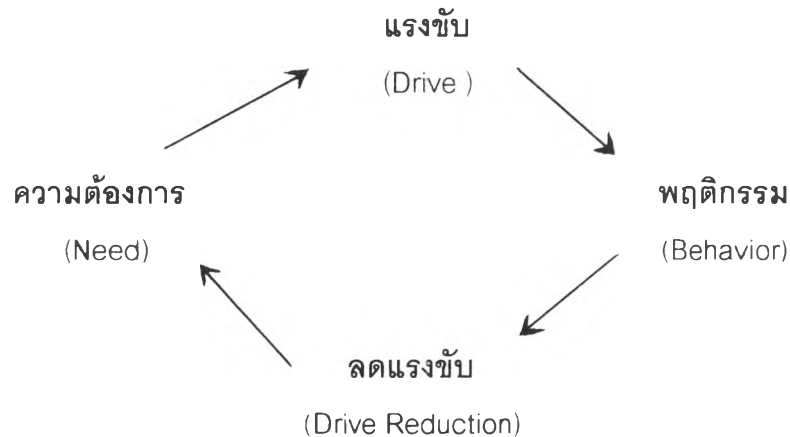 แรงขับ
(Drive )
ความต้องการ
(Need)
พฤติกรรม
(Behavior)
ลดแรงขับ
(Drive Reduction)